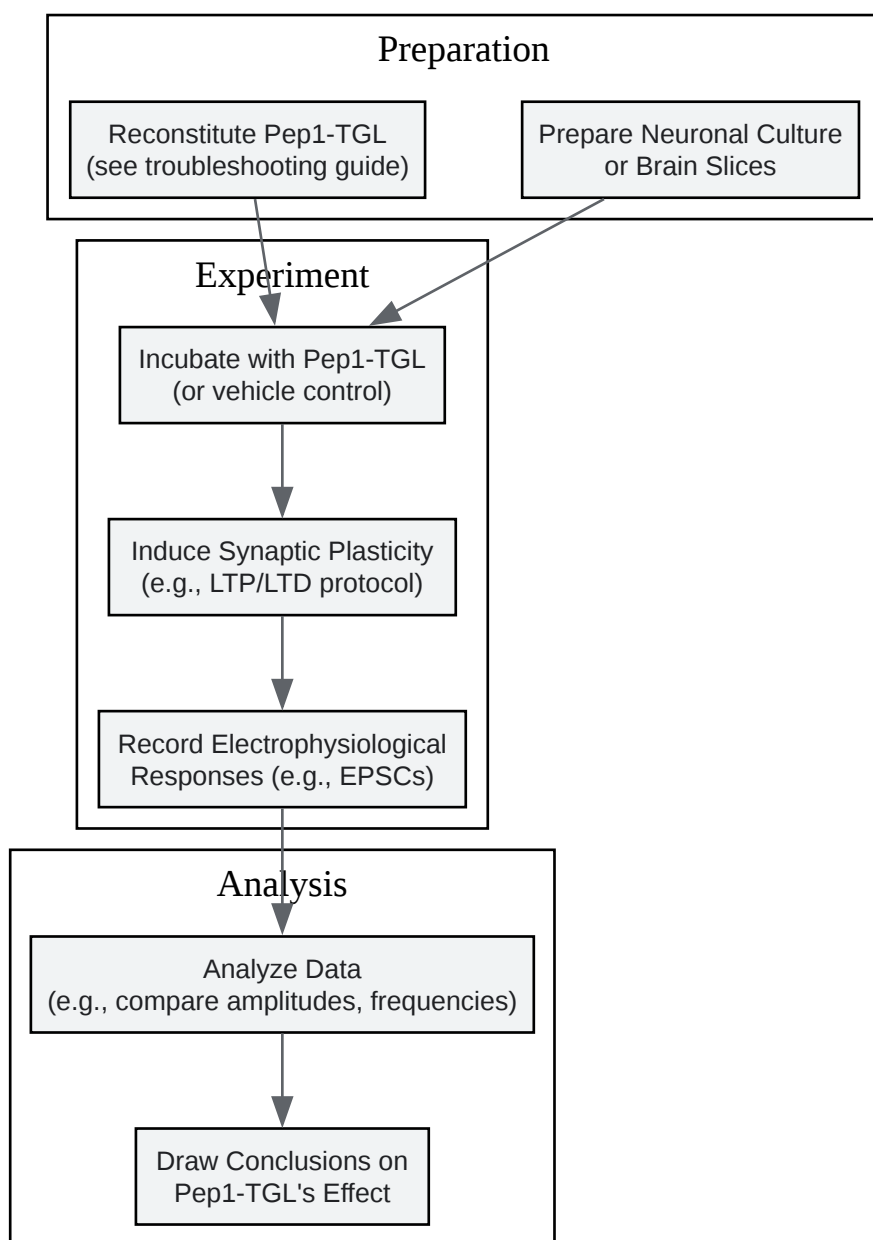 Preparation
Reconstitute Pep1-TGL
(see troubleshooting guide)
Prepare Neuronal Culture
or Brain Slices
Experiment
Incubate with Pep1-TGL
(or vehicle control)
Induce Synaptic Plasticity
(e.g., LTP/LTD protocol)
Record Electrophysiological
Responses (e.g., EPSCs)
Analysis
Analyze Data
(e.g., compare amplitudes, frequencies)
Draw Conclusions on
Pep1-TGL's Effect